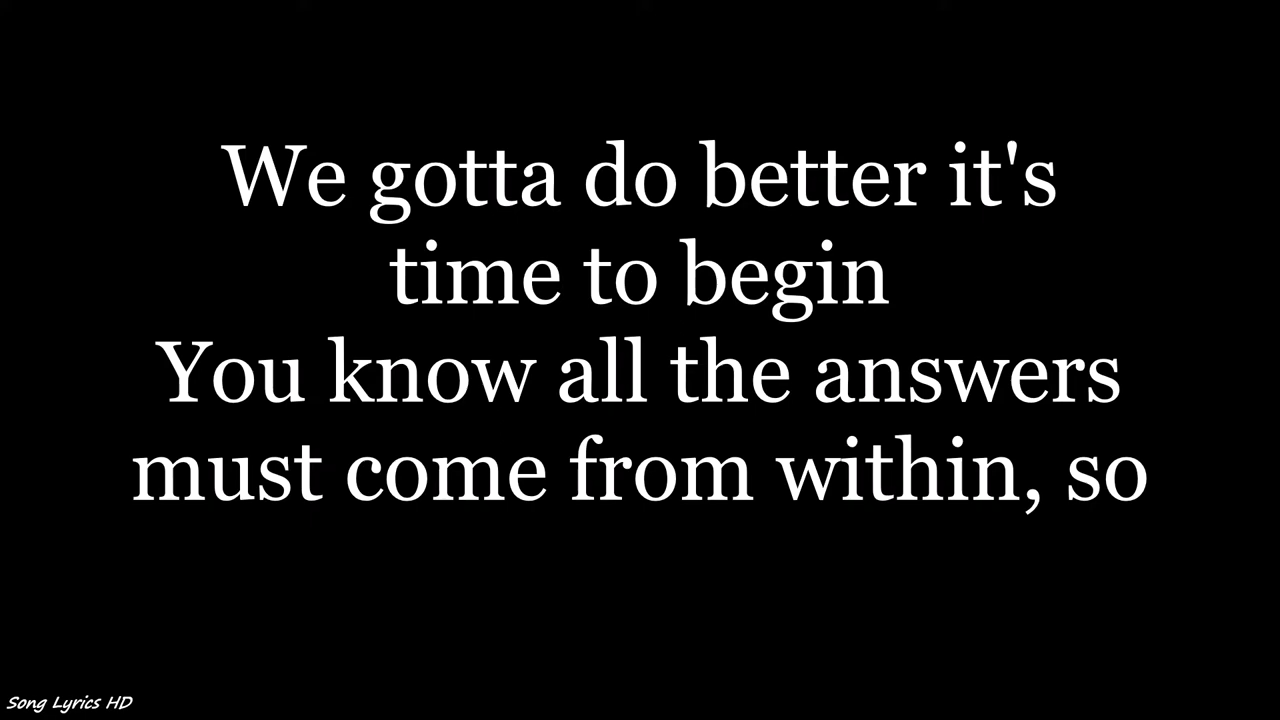 We gotta do better it's
time to begin
You know all the answers
must come from within, so
Song Lyrics HD